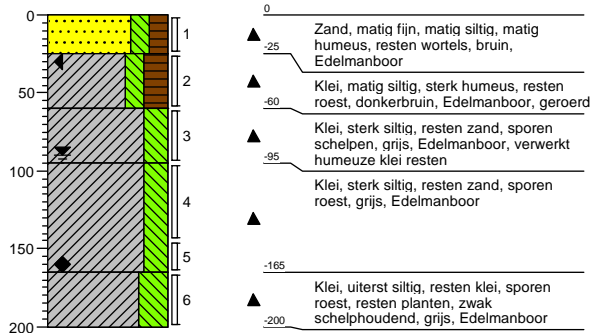 0
50
100
150
200
1
2
3
4
5
6
0
Zand, matig fijn, matig siltig, matig
humeus, resten wortels, bruin,
Edelmanboor
-25
Klei, matig siltig, sterk humeus, resten
roest, donkerbruin, Edelmanboor, geroerd
-60
Klei, sterk siltig, resten zand, sporen
schelpen, grijs, Edelmanboor, verwerkt
humeuze klei resten
-95
Klei, sterk siltig, resten zand, sporen
roest, grijs, Edelmanboor
-165
Klei, uiterst siltig, resten klei, sporen
roest, resten planten, zwak
schelphoudend, grijs, Edelmanboor
-200